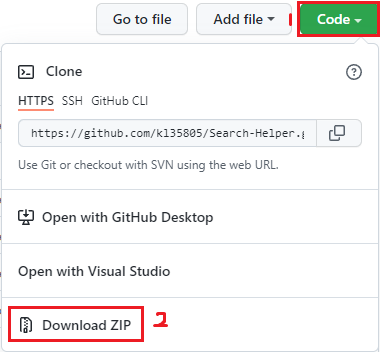 Go to file Add file 1 Code
Clone
HTTPS SSH GitHub CLI
https://github.com/kl35805/Search-Helper.g
Use Git or checkout with SVN using the web URL.
Open with GitHub Desktop
Open with Visual Studio
Download ZIP 2